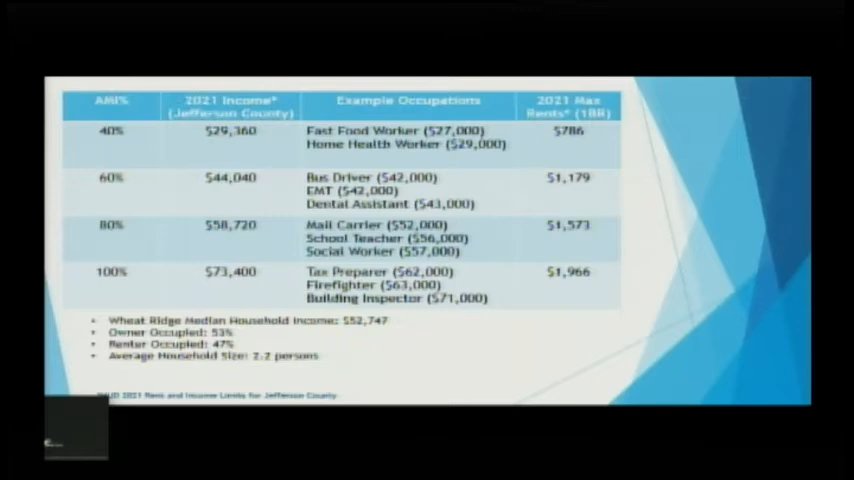 AMI% 2021 Income* Example Occupations 2021 Max
(Jefferson County) Rents* (1BR)
40% $29,360 Fast Food Worker ($27,000) $786
Home Health Worker ($29,000)
60% $44,040 Bus Driver ($42,000) $1,179
EMT ($42,000)
Dental Assistant ($43,000)
80% $58,720 Mail Carrier ($52,000) $1,573
School Teacher ($56,000)
Social Worker ($57,000)
100% $73,400 Tax Preparer ($62,000) $1,966
Firefighter ($63,000)
Building Inspector ($71,000)
• Wheat Ridge Median Household Income: $52,747
• Owner Occupied: 53%
• Renter Occupied: 47%
• Average Household Size: 2.2 persons
2021 Rent and Income Limits for Jefferson County